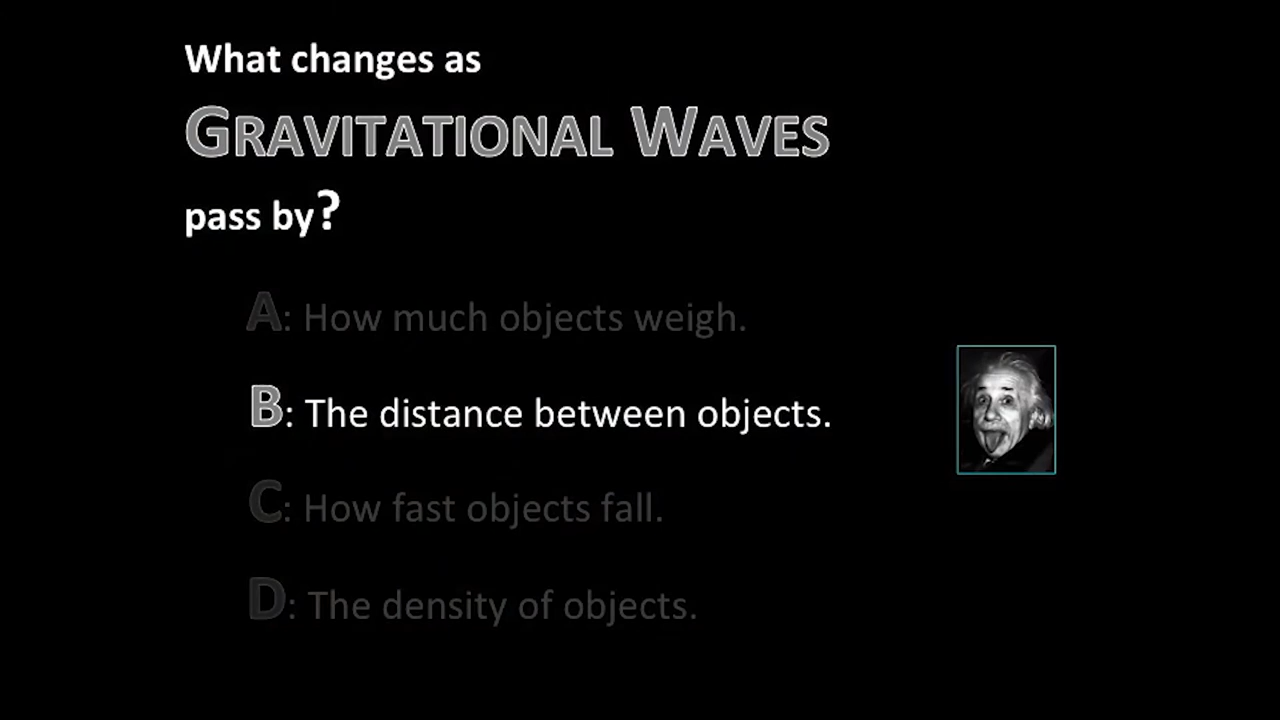 What changes as
GRAVITATIONAL WAVES
pass by?
A: How much objects weigh.
B: The distance between objects.
C: How fast objects fall.
D: The density of objects.